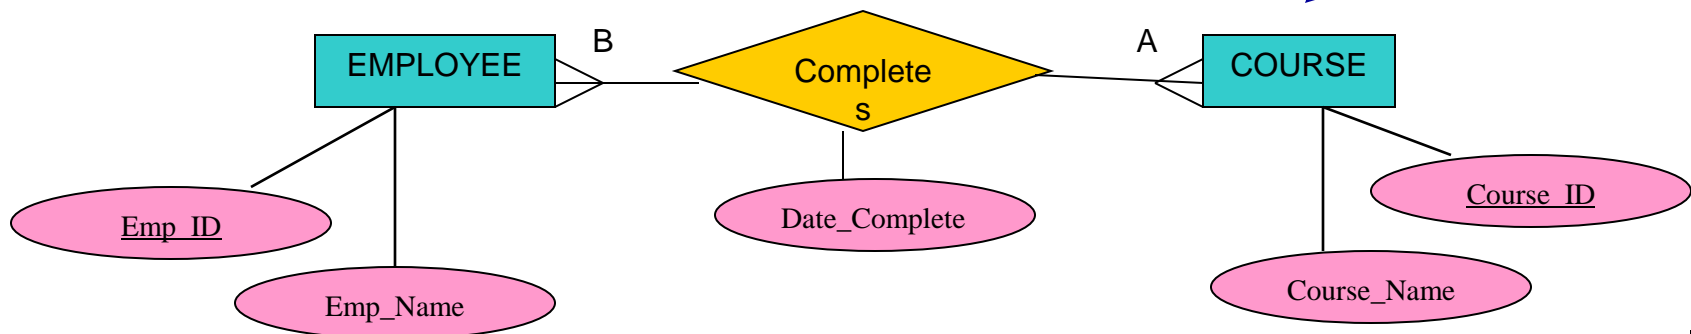 B
A
EMPLOYEE
Complete
s
COURSE
Emp_ID
Date_Complete
Course_ID
Emp_Name
Course_Name